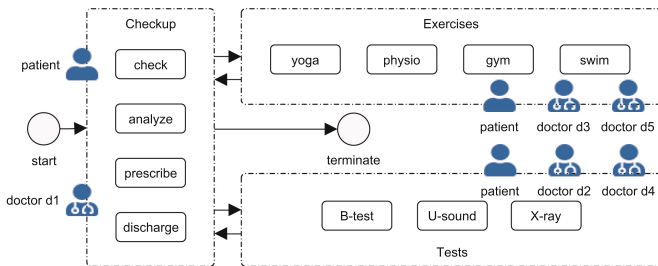 Checkup
Exercises
patient
check
yoga
physio
gym
swim
analyze
start
terminate
patient
doctor d3
doctor d5
prescribe
doctor d1
discharge
patient
doctor d2
doctor d4
B-test
U-sound
X-ray
Tests